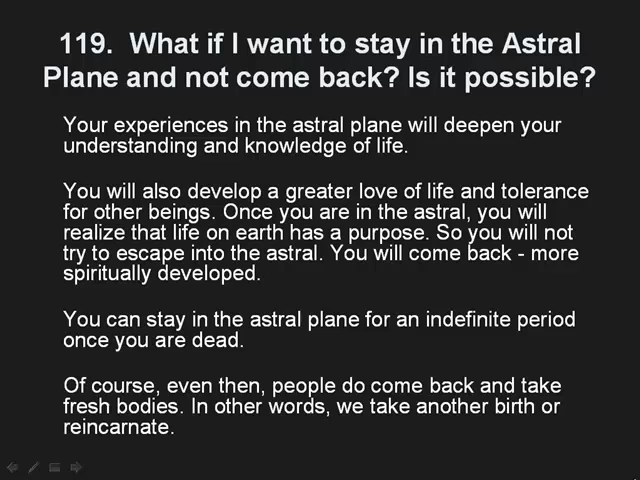 119.  What if I want to stay in the Astral
Plane and not come back? Is it possible?
Your experiences in the astral plane will deepen your
understanding and knowledge of life.
You will also develop a greater love of life and tolerance
for other beings. Once you are in the astral, you will
realize that life on earth has a purpose. So you will not
try to escape into the astral. You will come back - more
spiritually developed.
You can stay in the astral plane for an indefinite period
once you are dead.
Of course, even then, people do come back and take
fresh bodies. In other words, we take another birth or
reincarnate.